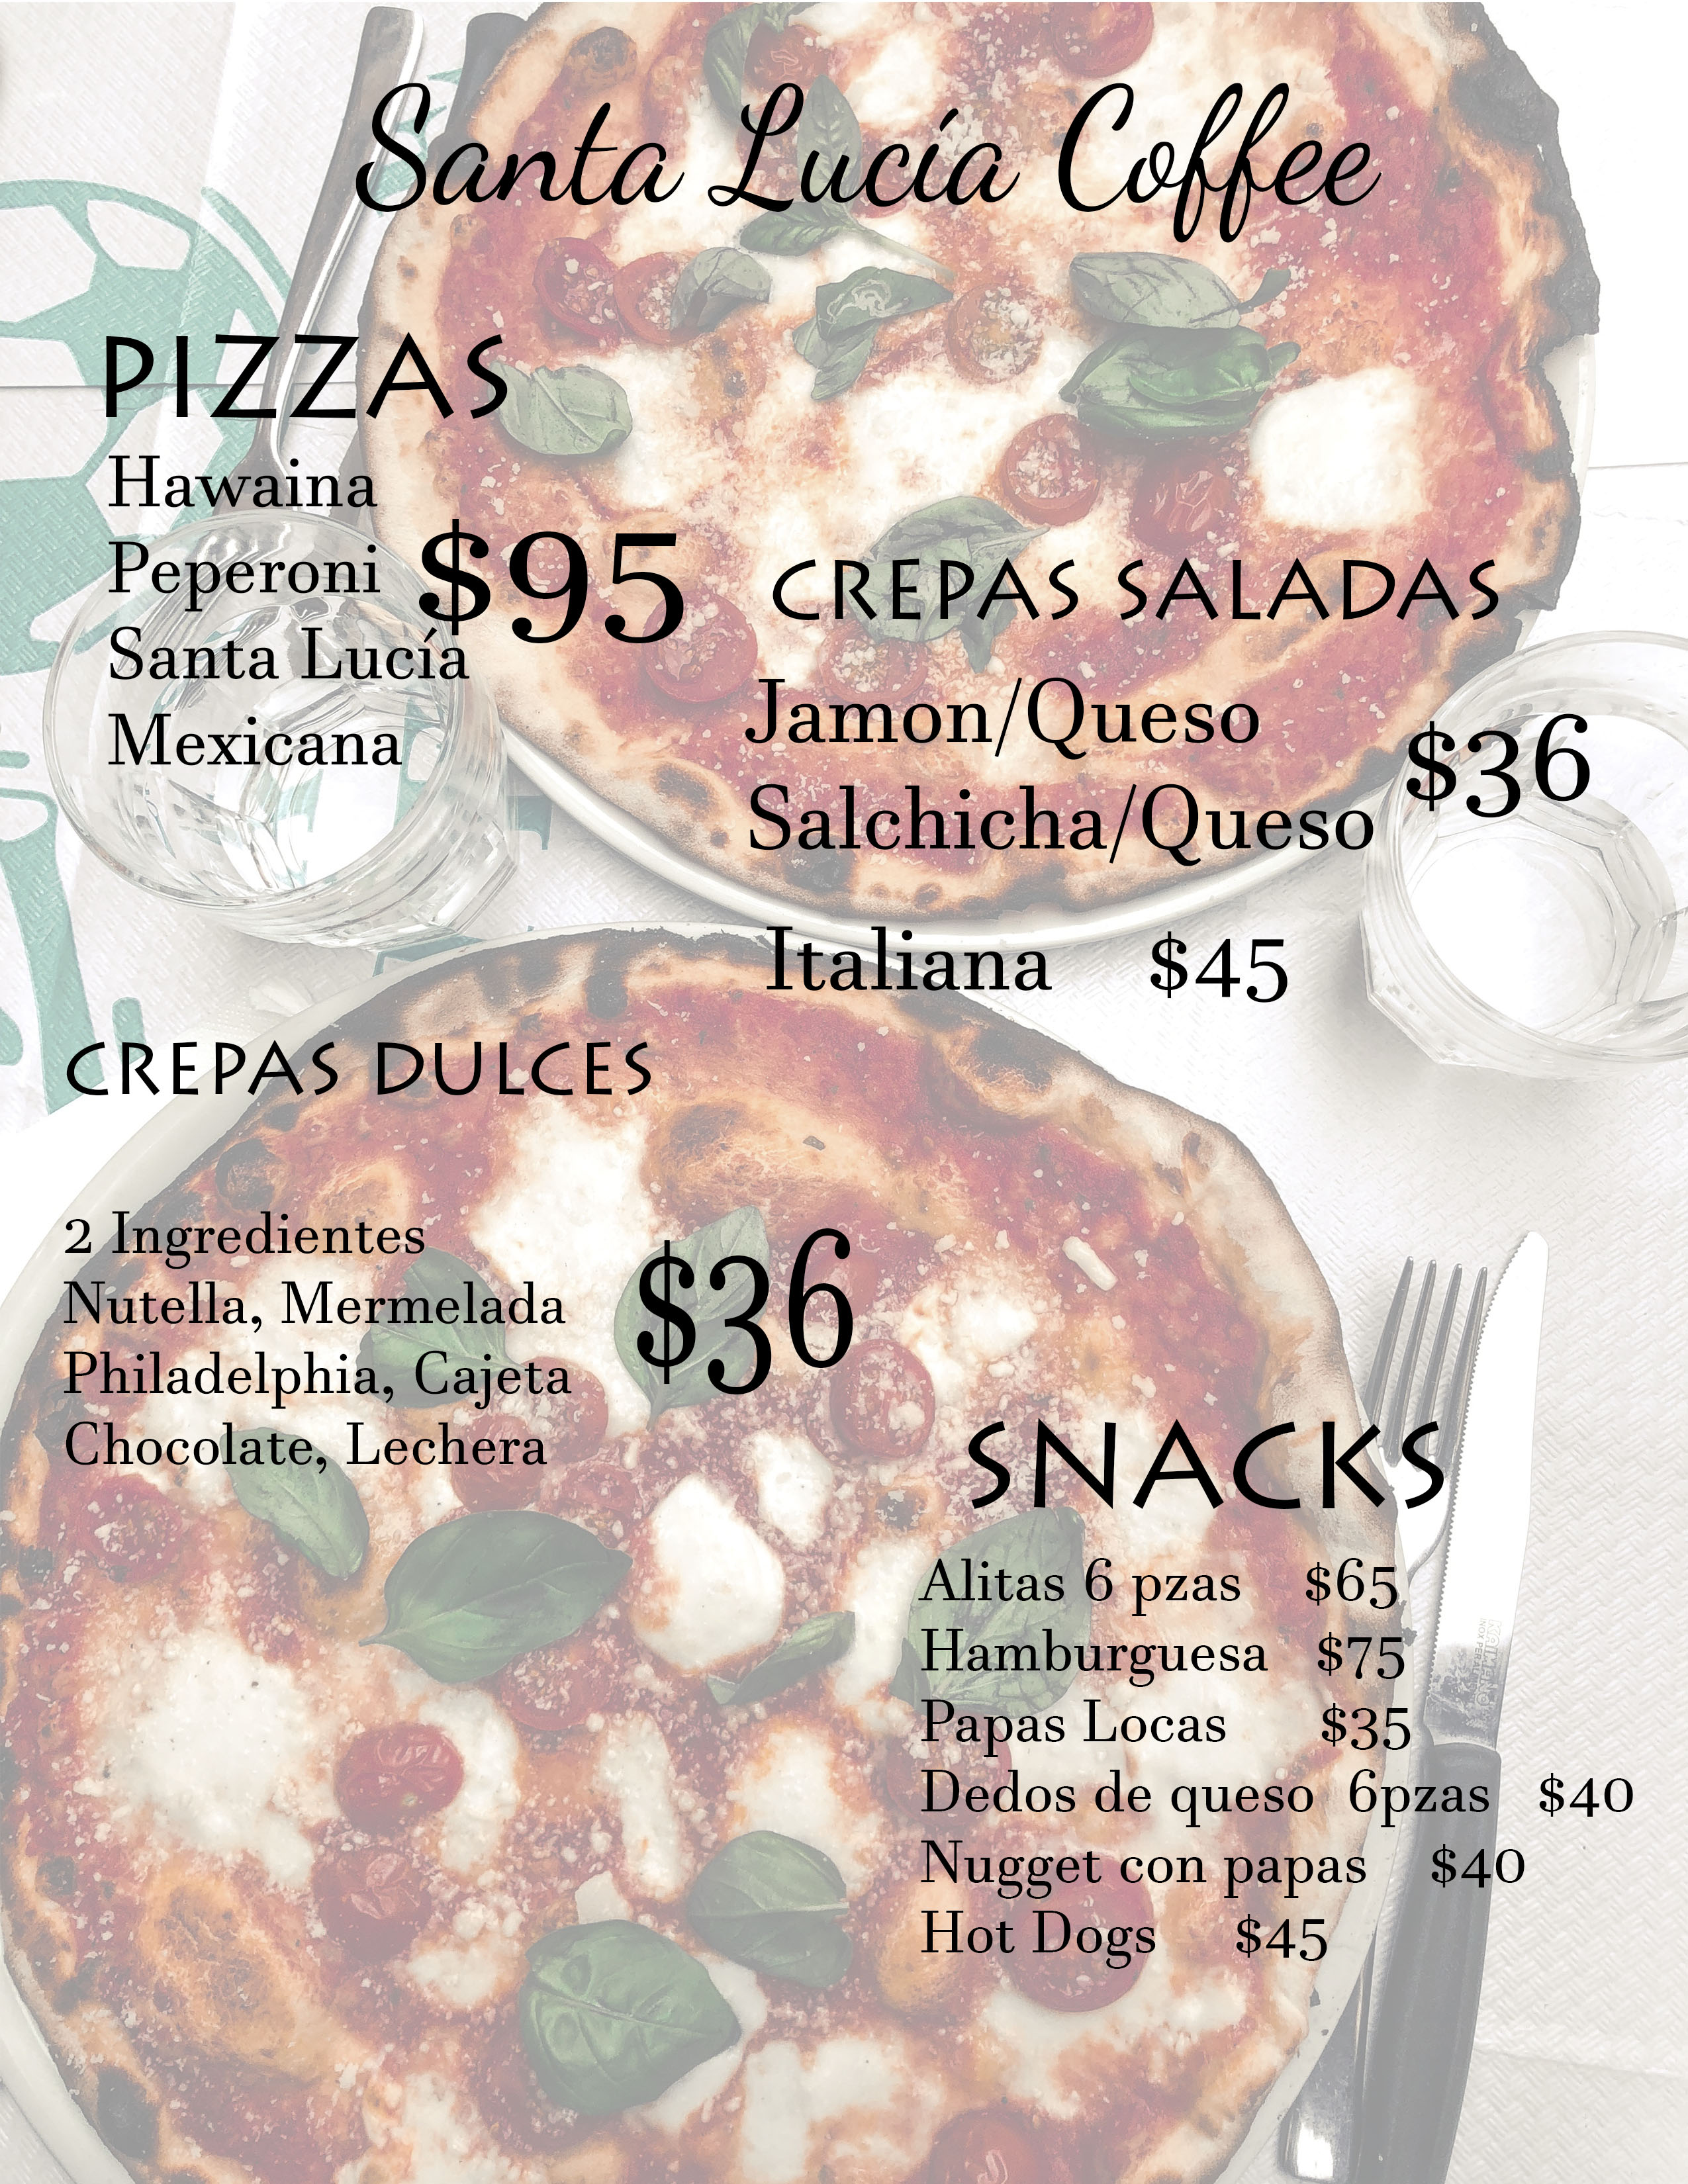 Santa Lucía Coffee
PIZZAS
Hawaina
Peperoni
Santa Lucía
Mexicana
$95
CREPAS SALADAS
Jamon/Queso
Salchicha/Queso
$36
Italiana $45
CREPAS DULCES
2 Ingredientes
Nutella, Mermelada
Philadelphia, Cajeta
Chocolate, Lechera
$36
SNACKS
Alitas 6 pzas $65
Hamburguesa $75
Papas Locas $35
Dedos de queso 6pzas $40
Nugget con papas $40
Hot Dogs $45